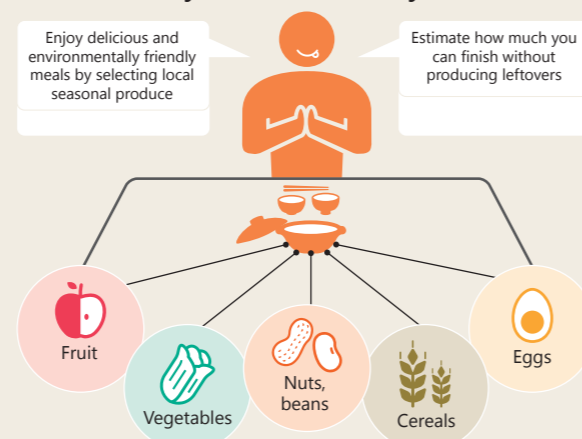 Enjoy delicious and
environmentally friendly
meals by selecting local
seasonal produce
Estimate how much you
can finish without
producing leftovers
Fruit
Vegetables
Nuts,
beans
Cereals
Eggs